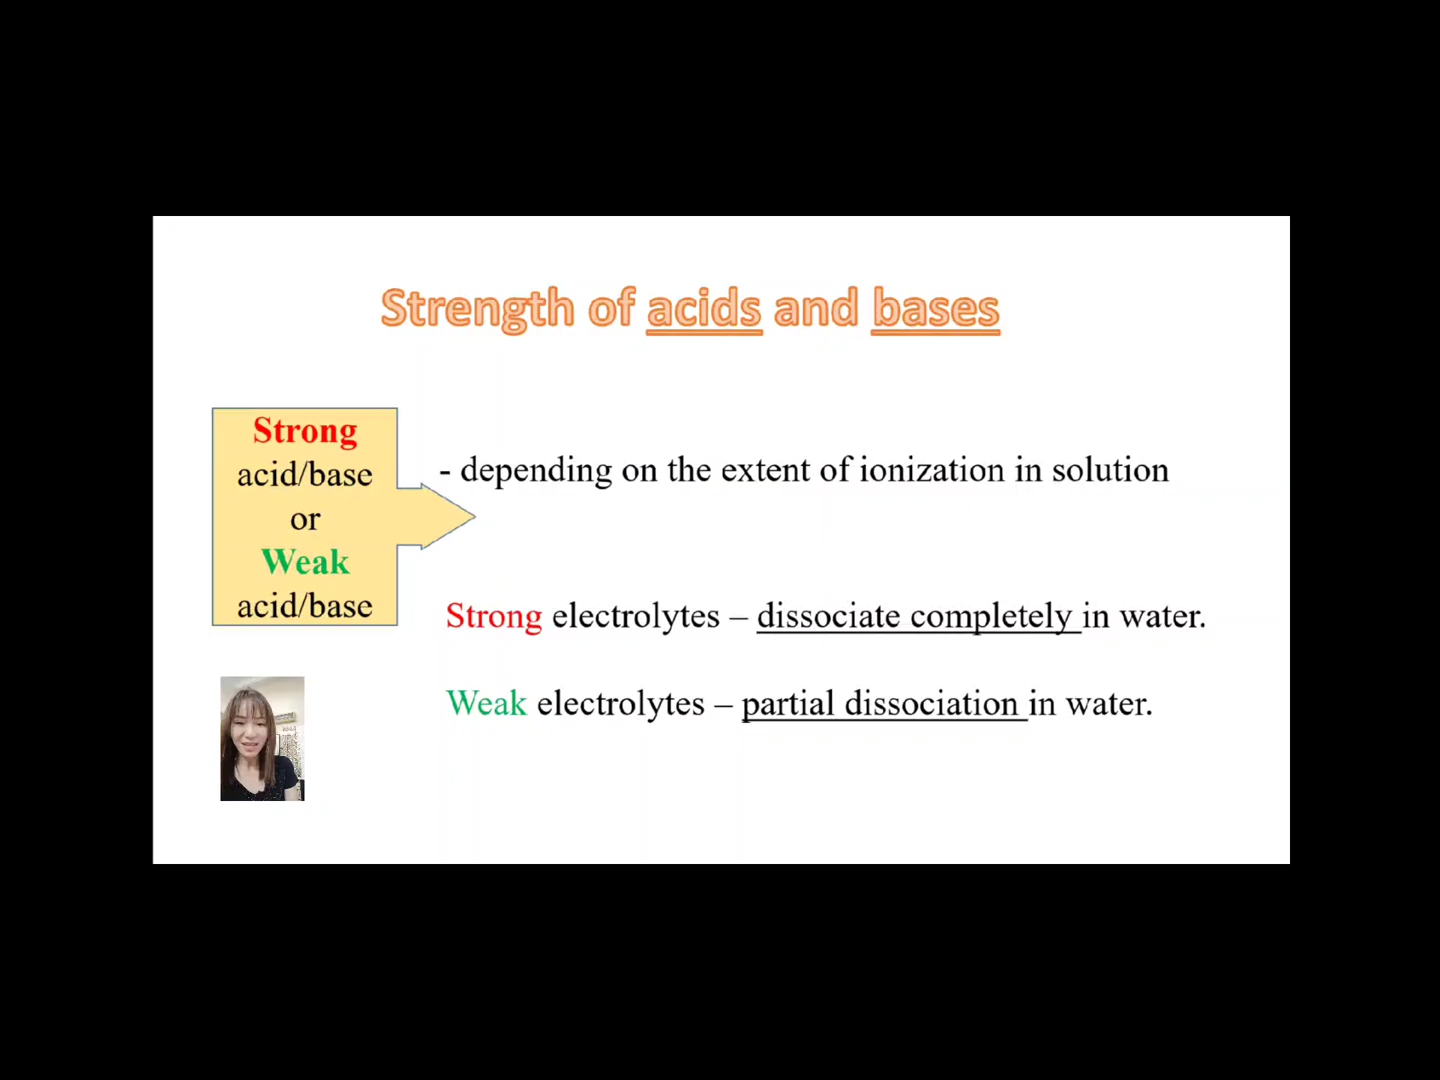 Strength of acids and bases
Strong
acid/base
or
Weak
acid/base
- depending on the extent of ionization in solution
Strong electrolytes – dissociate completely in water.
Weak electrolytes – partial dissociation in water.